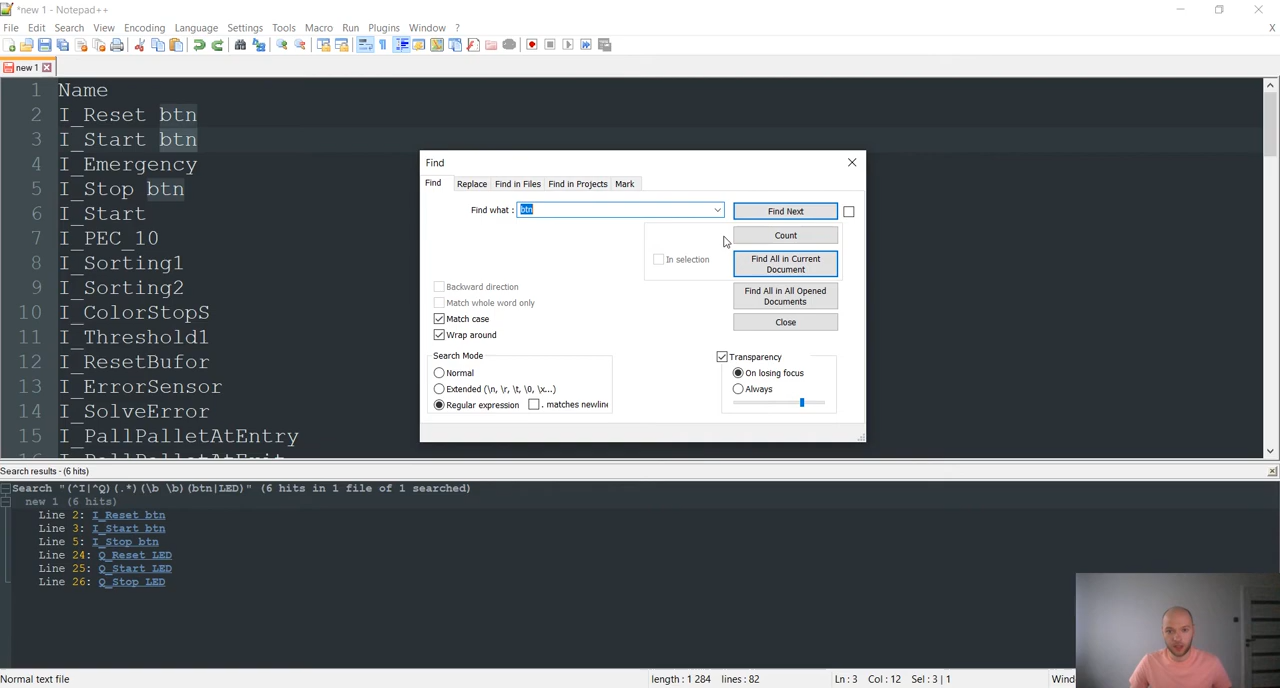 *new 1 - Notepad++
File Edit Search View Encoding Language Settings Tools Macro Run Plugins Window ? X
new 1
1 Name
2 I_Reset btn
3 I_Start btn
4 I_Emergency
5 I_Stop btn
6 I_Start
7 I_PEC_10
8 I_Sorting1
9 I_Sorting2
10 I_ColorStopS
11 I_Threshold1
12 I_ResetBufor
13 I_ErrorSensor
14 I_SolveError
15 I_PallPalletAtEntry
16 I_PallPalletAtExit
Find
Find Replace Find in Files Find in Projects Mark
Find what : btn Find Next
Count
In selection
Find All in Current
Document
Find All in All Opened
Documents
Close
Backward direction
Match whole word only
Match case
Wrap around
Search Mode
Normal
Extended (\n, \r, \t, \0, \x...)
Regular expression . matches newline
Transparency
On losing focus
Always
Search results - (6 hits)
Search "(^I|^Q)(.*)(\b \b)(btn|LED)" (6 hits in 1 file of 1 searched)
new 1 (6 hits)
Line 2: I_Reset btn
Line 3: I_Start btn
Line 5: I_Stop btn
Line 24: Q_Reset LED
Line 25: Q_Start LED
Line 26: Q_Stop LED
Normal text file length : 1 284 lines : 82 Ln : 3 Col : 12 Sel : 3 | 1 Wind